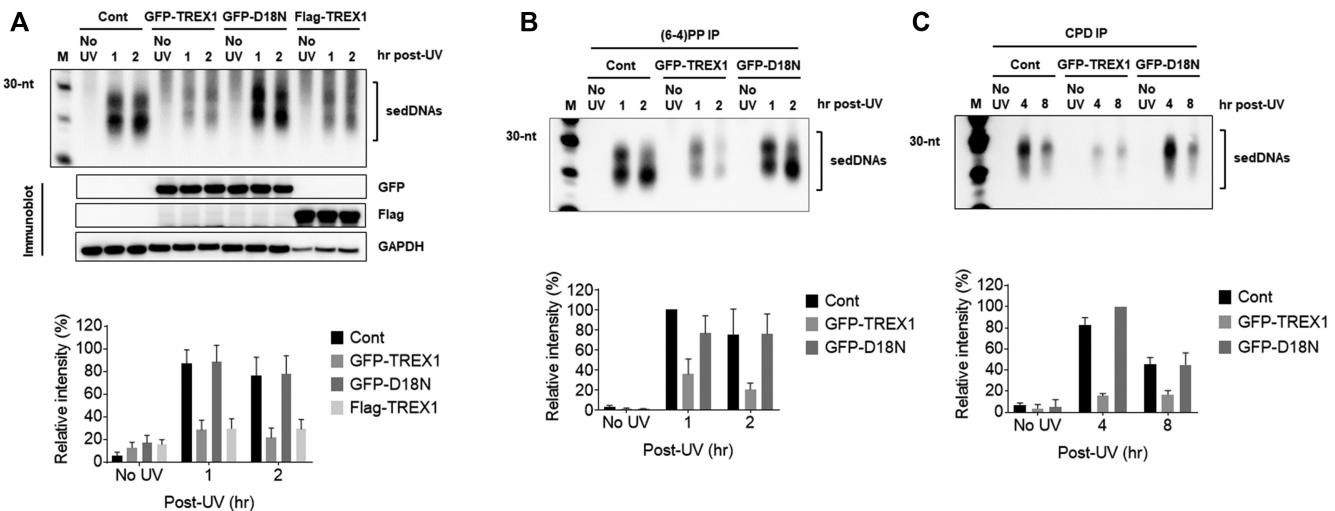 A
Cont GFP-TREX1 GFP-D18N Flag-TREX1
No No No No
M UV 1 2 UV 1 2 UV 1 2 UV 1 2 hr post-UV
30-nt
sedDNAs
Immunoblot
GFP
Flag
GAPDH
Relative intensity (%)
120
100
80
60
40
20
0
No UV 1 2
Post-UV (hr)
Cont
GFP-TREX1
GFP-D18N
Flag-TREX1
B
(6-4)PP IP
Cont GFP-TREX1 GFP-D18N
No No No
M UV 1 2 UV 1 2 UV 1 2 hr post-UV
30-nt
sedDNAs
Relative intensity (%)
120
100
80
60
40
20
0
No UV 1 2
Post-UV (hr)
Cont
GFP-TREX1
GFP-D18N
C
CPD IP
Cont GFP-TREX1 GFP-D18N
No No No
M UV 4 8 UV 4 8 UV 4 8 hr post-UV
30-nt
sedDNAs
Relative intensity (%)
120
100
80
60
40
20
0
No UV 4 8
Post-UV (hr)
Cont
GFP-TREX1
GFP-D18N